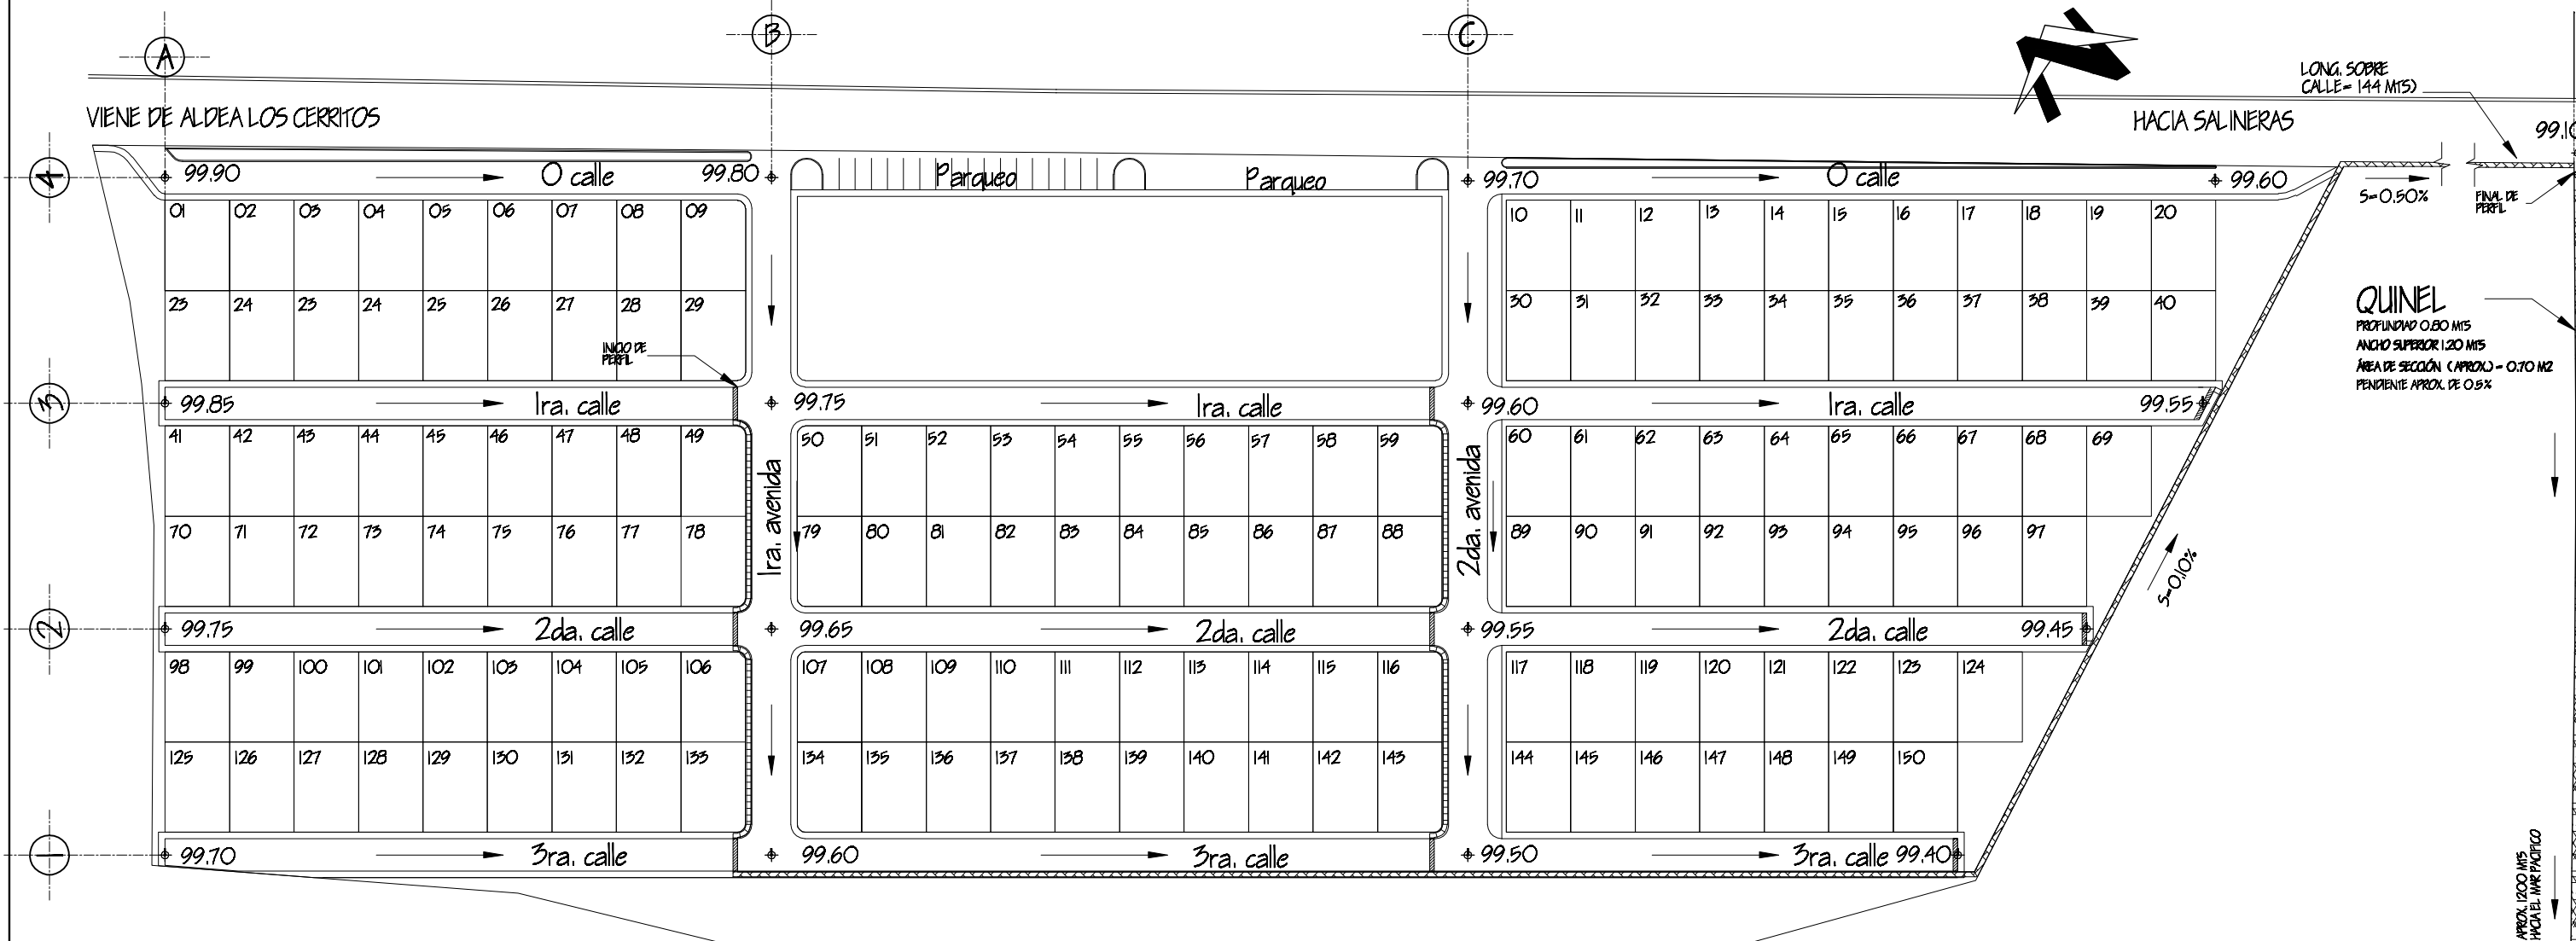 A
B
C
VIENE DE ALDEA LOS CERRITOS
HACIA SALINERAS
LONG. SOBRE
CALLE= 144 MTS)
4
99.90
O calle
99.80
Parqueo
Parqueo
99.70
O calle
99.60
S=0.50%
FINAL DE
PERFIL
01 02 03 04 05 06 07 08 09
10 11 12 13 14 15 16 17 18 19 20
23 24 23 24 25 26 27 28 29
30 31 32 33 34 35 36 37 38 39 40
INICIO DE
PERFIL
QUINEL
PROFUNDIAD 0.80 MTS
ANCHO SUPERIOR 1.20 MTS
ÁREA DE SECCIÓN (APROX.) = 0.70 M2
PENDIENTE APROX. DE 0.5%
3
99.85
1ra. calle
99.75
1ra. calle
99.60
1ra. calle
99.55
41 42 43 44 45 46 47 48 49
50 51 52 53 54 55 56 57 58 59
60 61 62 63 64 65 66 67 68 69
1ra. avenida
2da. avenida
70 71 72 73 74 75 76 77 78
79 80 81 82 83 84 85 86 87 88
89 90 91 92 93 94 95 96 97
S=0.10%
2
99.75
2da. calle
99.65
2da. calle
99.55
2da. calle
99.45
98 99 100 101 102 103 104 105 106
107 108 109 110 111 112 113 114 115 116
117 118 119 120 121 122 123 124
125 126 127 128 129 130 131 132 133
134 135 136 137 138 139 140 141 142 143
144 145 146 147 148 149 150
1
99.70
3ra. calle
99.60
3ra. calle
99.50
3ra. calle
99.40
APROX. 1200 MTS
HACIA EL MAR PACIFICO